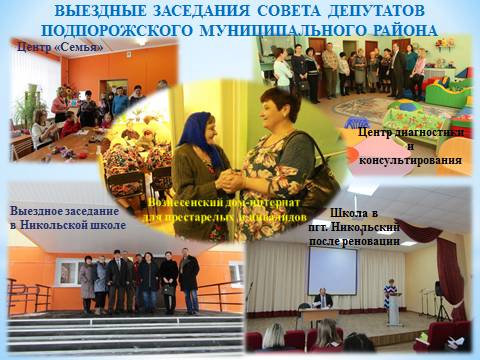 ВЫЕЗДНЫЕ ЗАСЕДАНИЯ СОВЕТА ДЕПУТАТОВ
ПОДПОРОЖСКОГО МУНИЦИПАЛЬНОГО РАЙОНА
Центр «Семья»
Центр диагностики
и
консультирования
Вознесенский дом-интернат
для престарелых и инвалидов
Выездное заседание
в Никольской школе
Школа в
пгт. Никольский
после реновации